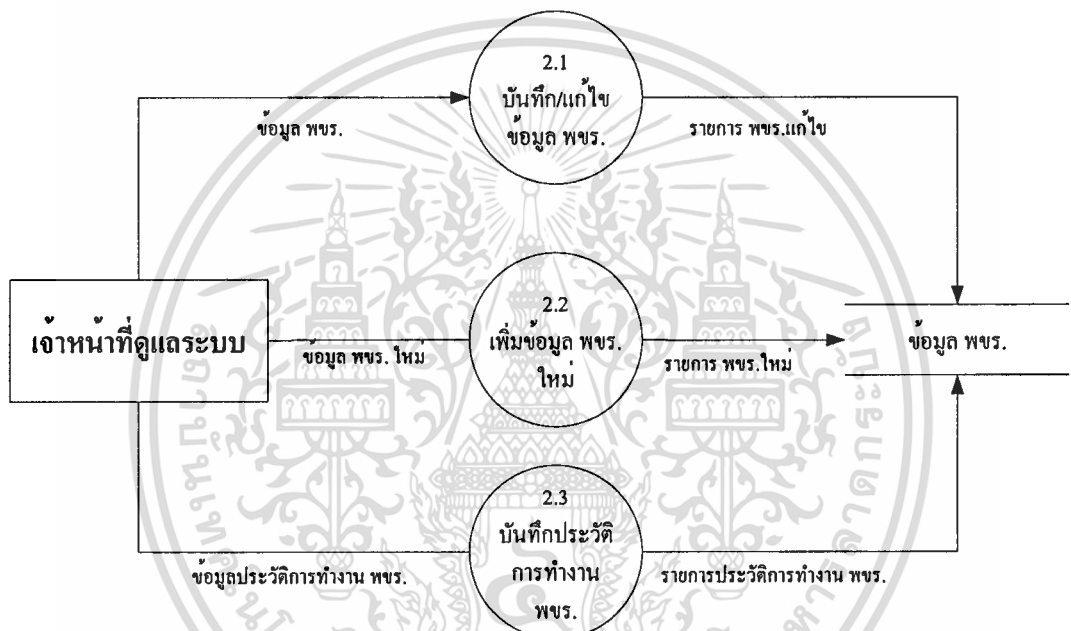 2.1
บันทึก/แก้ไข
ข้อมูล พขร.
ข้อมูล พขร.
รายการ พขร.แก้ไข
เจ้าหน้าที่ดูแลระบบ
ข้อมูล พขร. ใหม่
2.2
เพิ่มข้อมูล พขร.
ใหม่
รายการ พขร.ใหม่
ข้อมูล พขร.
2.3
บันทึกประวัติ
การทำงาน
พขร.
ข้อมูลประวัติการทำงาน พขร.
รายการประวัติการทำงาน พขร.